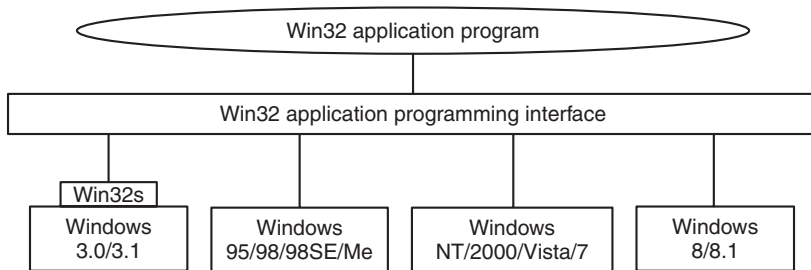 Win32 application program
Win32 application programming interface
Win32s
Windows
3.0/3.1
Windows
95/98/98SE/Me
Windows
NT/2000/Vista/7
Windows
8/8.1